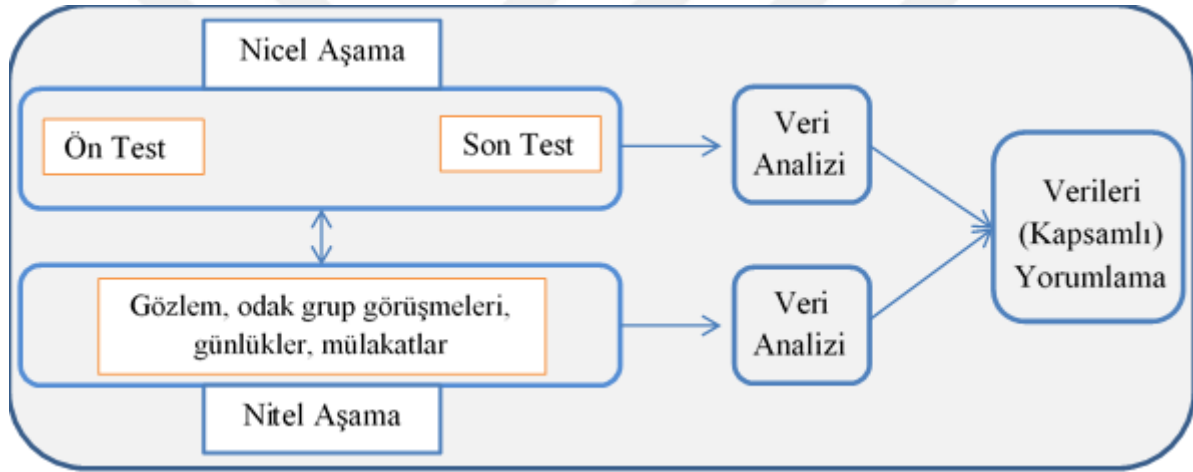 Nicel Aşama
Ön Test
Son Test
Veri
Analizi
Verileri
(Kapsamlı)
Yorumlama
Gözlem, odak grup görüşmeleri,
günlükler, mülakatlar
Veri
Analizi
Nitel Aşama